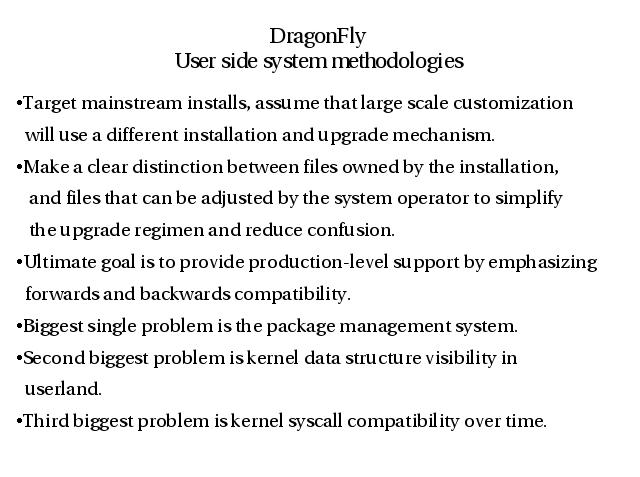 DragonFly
User side system methodologies
•Target mainstream installs, assume that large scale customization
will use a different installation and upgrade mechanism.
•Make a clear distinction between files owned by the installation,
and files that can be adjusted by the system operator to simplify
the upgrade regimen and reduce confusion.
•Ultimate goal is to provide production-level support by emphasizing
forwards and backwards compatibility.
•Biggest single problem is the package management system.
•Second biggest problem is kernel data structure visibility in
userland.
•Third biggest problem is kernel syscall compatibility over time.